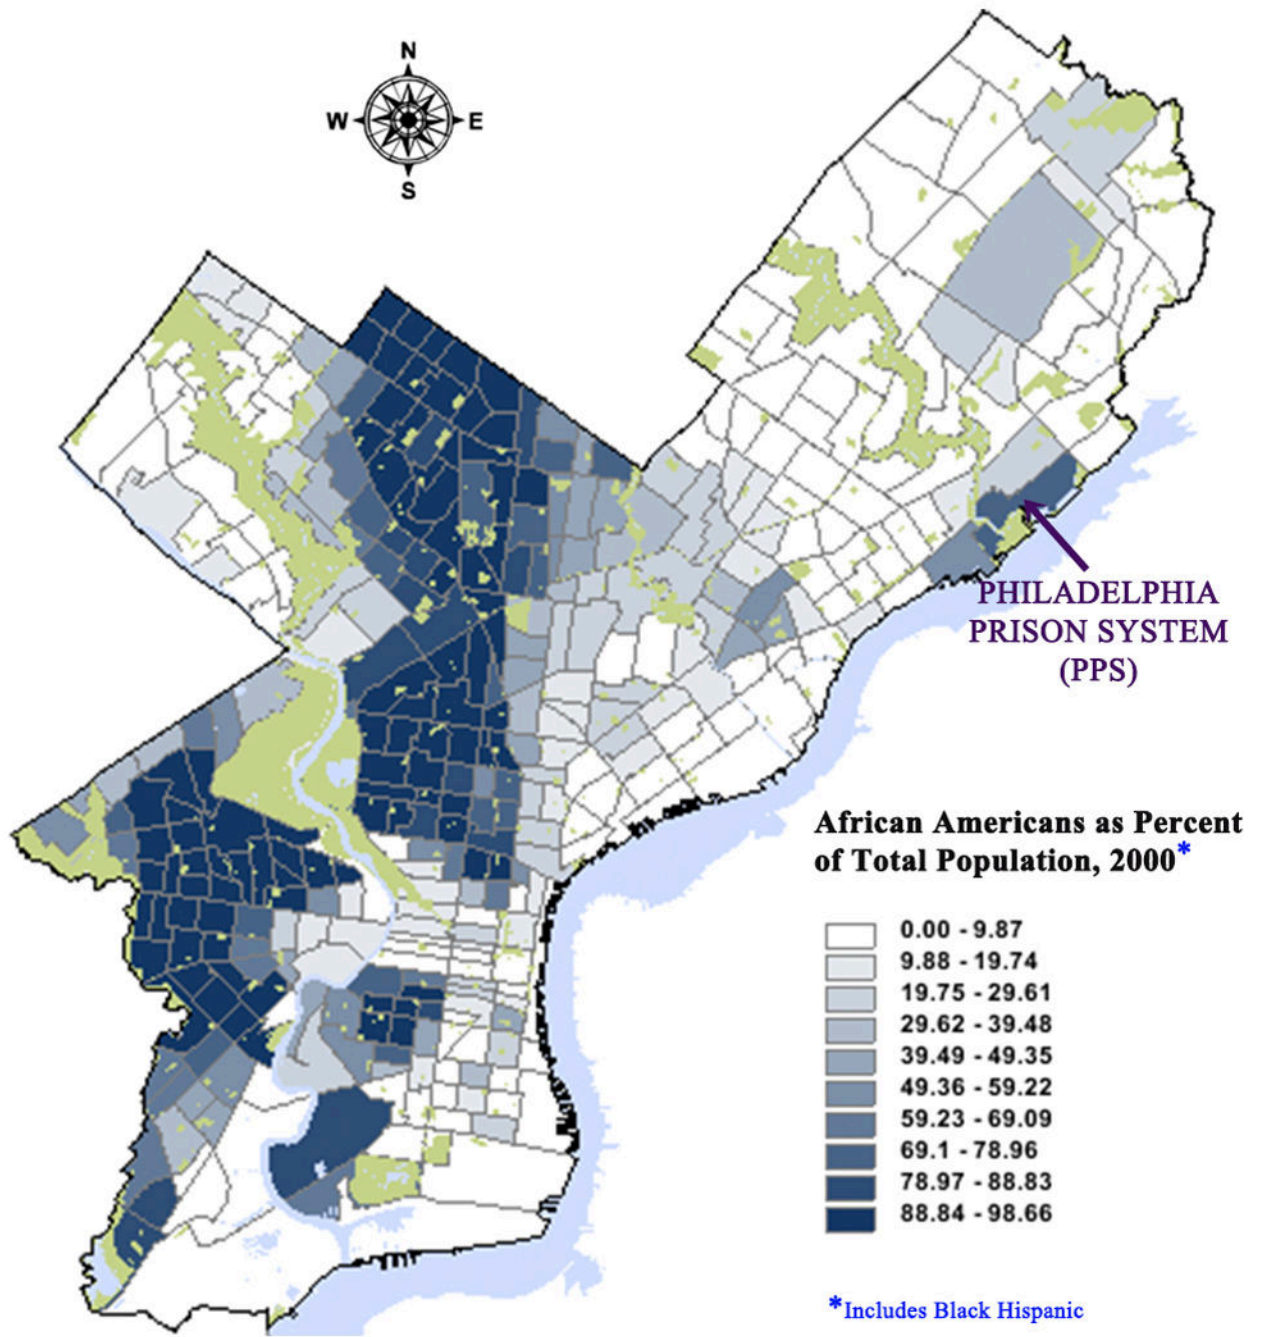 N
W E
S
PHILADELPHIA
PRISON SYSTEM
(PPS)
African Americans as Percent
of Total Population, 2000*
0.00 - 9.87
9.88 - 19.74
19.75 - 29.61
29.62 - 39.48
39.49 - 49.35
49.36 - 59.22
59.23 - 69.09
69.1 - 78.96
78.97 - 88.83
88.84 - 98.66
*Includes Black Hispanic